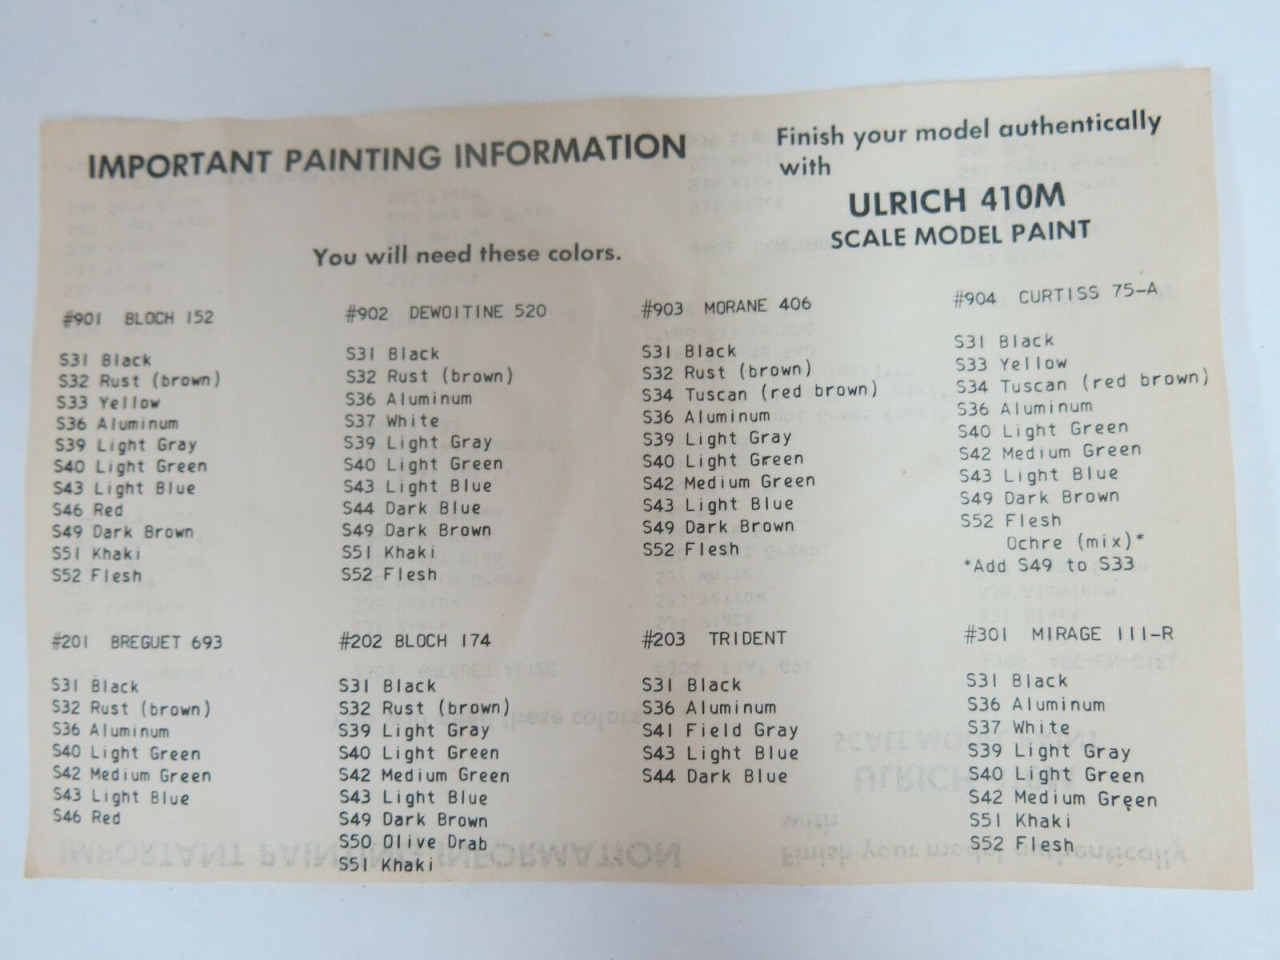 IMPORTANT PAINTING INFORMATION
Finish your model authentically
with
ULRICH 410M
SCALE MODEL PAINT
You will need these colors.
#901 BLOCH 152
S31 Black
S32 Rust (brown)
S33 Yellow
S36 Aluminum
S39 Light Gray
S40 Light Green
S43 Light Blue
S46 Red
S49 Dark Brown
S51 Khaki
S52 Flesh
#902 DEWOITINE 520
S31 Black
S32 Rust (brown)
S36 Aluminum
S37 White
S39 Light Gray
S40 Light Green
S43 Light Blue
S44 Dark Blue
S49 Dark Brown
S51 Khaki
S52 Flesh
#903 MORANE 406
S31 Black
S32 Rust (brown)
S34 Tuscan (red brown)
S36 Aluminum
S39 Light Gray
S40 Light Green
S42 Medium Green
S43 Light Blue
S49 Dark Brown
S52 Flesh
#904 CURTISS 75-A
S31 Black
S33 Yellow
S34 Tuscan (red brown)
S36 Aluminum
S40 Light Green
S42 Medium Green
S43 Light Blue
S49 Dark Brown
S52 Flesh
Ochre (mix)*
*Add S49 to S33
#201 BREGUET 693
S31 Black
S32 Rust (brown)
S36 Aluminum
S40 Light Green
S42 Medium Green
S43 Light Blue
S46 Red
#202 BLOCH 174
S31 Black
S32 Rust (brown)
S39 Light Gray
S40 Light Green
S42 Medium Green
S43 Light Blue
S49 Dark Brown
S50 Olive Drab
S51 Khaki
#203 TRIDENT
S31 Black
S36 Aluminum
S41 Field Gray
S43 Light Blue
S44 Dark Blue
#301 MIRAGE III-R
S31 Black
S36 Aluminum
S37 White
S39 Light Gray
S40 Light Green
S42 Medium Green
S51 Khaki
S52 Flesh